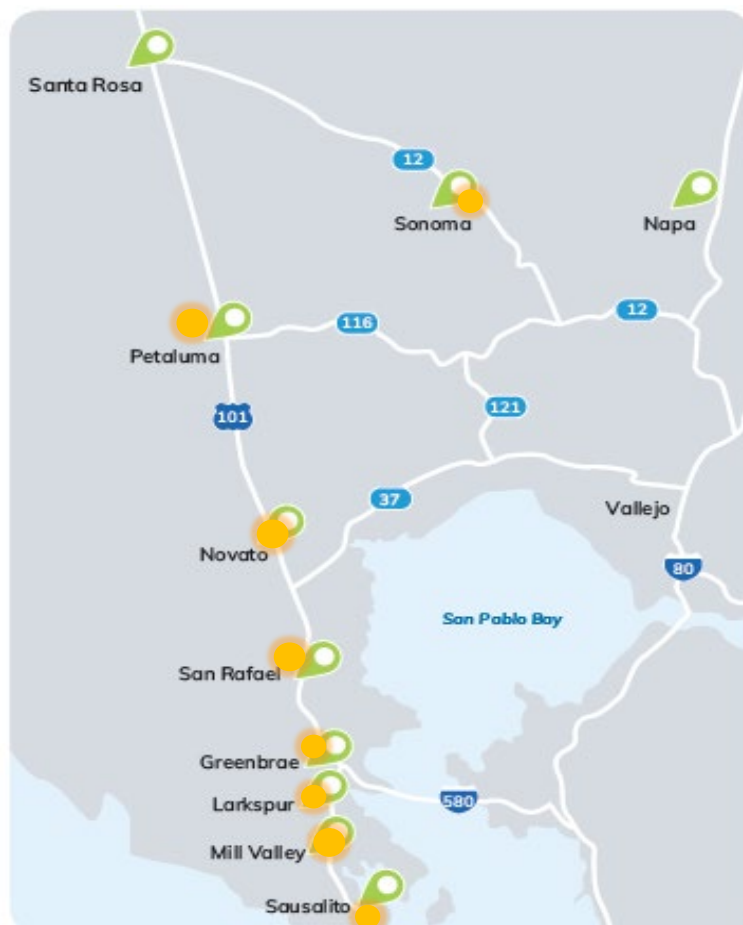 Santa Rosa
12
Sonoma
Napa
12
116
Petaluma
121
101
37
Vallejo
Novato
80
San Pablo Bay
San Rafael
Greenbrae
580
Larkspur
Mill Valley
Sausalito